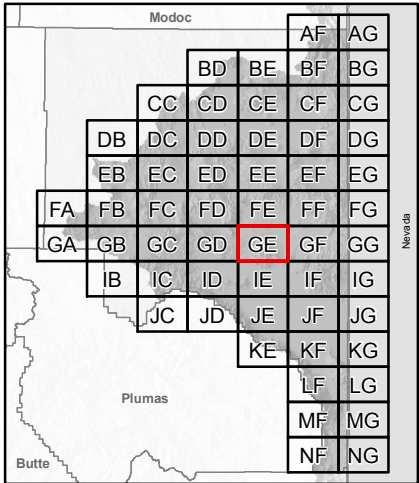 Modoc
AF AG
BD BE BF BG
CC CD CE CF CG
DB DC DD DE DF DG
EB EC ED EE EF EG
FA FB FC FD FE FF FG
Nevada
GA GB GC GD GE GF GG
IB IC ID IE IF IG
JC JD JE JF JG
KE KF KG
LF LG
Plumas
MF MG
NF NG
Butte